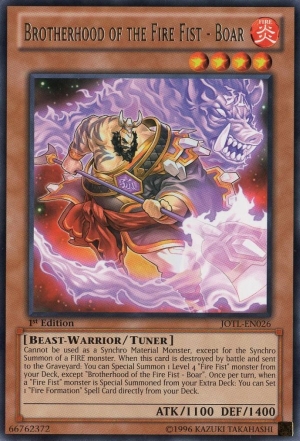 BROTHERHOOD OF THE FIRE FIST - BOAR
FIRE
炎
1st Edition
JOTL-EN026
[BEAST-WARRIOR/TUNER]
Cannot be used as a Synchro Material Monster, except for the Synchro
Summon of a FIRE monster. When this card is destroyed by battle and sent
to the Graveyard: You can Special Summon 1 Level 4 "Fire Fist" monster from
your Deck, except "Brotherhood of the Fire Fist - Boar". Once per turn, when
a "Fire Fist" monster is Special Summoned from your Extra Deck: You can Set
1 "Fire Formation" Spell Card directly from your Deck.
ATK/1100 DEF/1400
66762372
©1996 KAZUKI TAKAHASHI